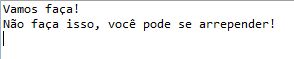 Vamos faça!
Não faça isso, você pode se arrepender!